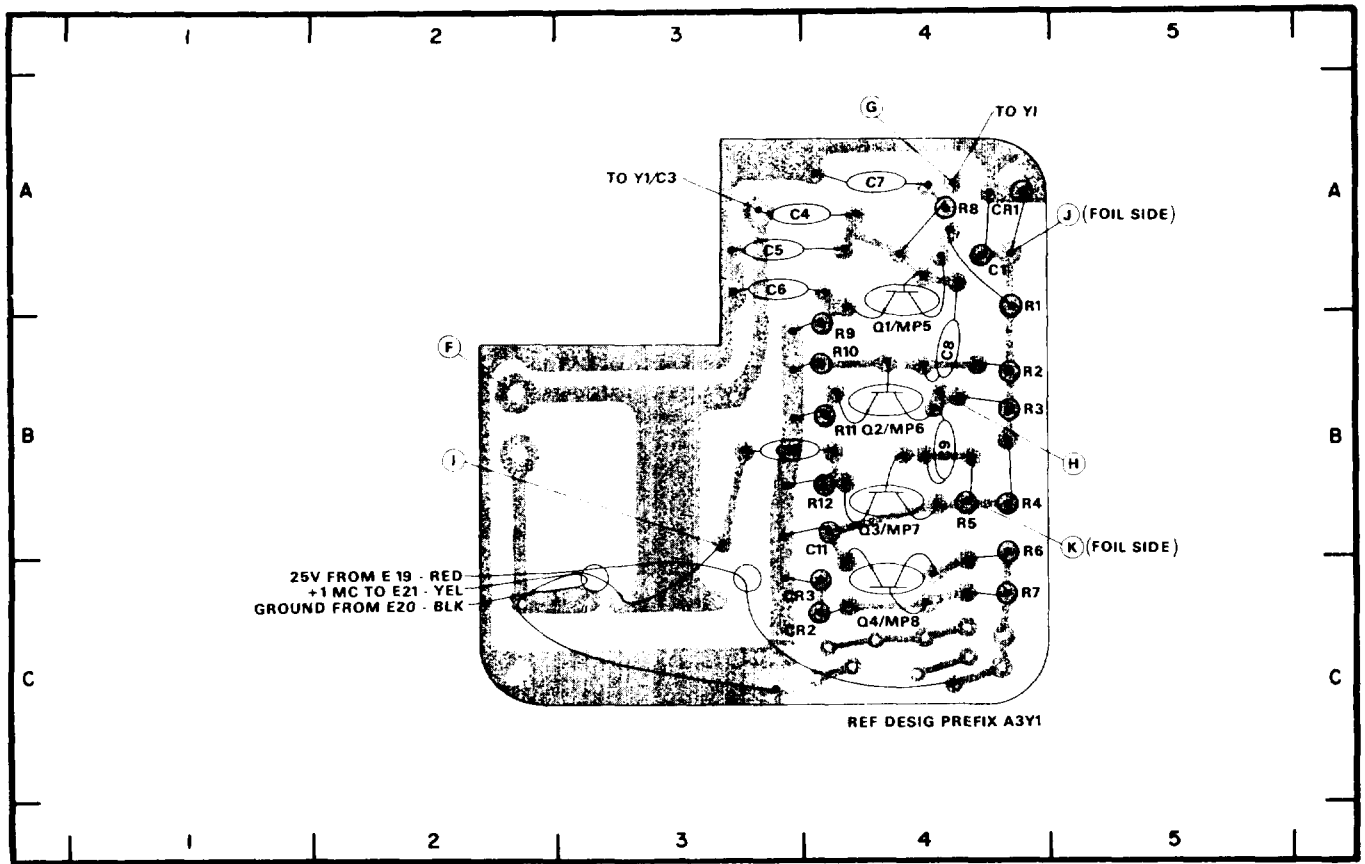 1 2 3 4 5
G
TO Y1
A A
TO Y1/C3
C7
R8 CR1
C4
J (FOIL SIDE)
C5
C1
C6
R1
Q1/MP5
R9
F
C8
R10
R2
R3
R11 Q2/MP6
B B
H
R12
R5 R4
Q3/MP7
C11
K (FOIL SIDE)
R6
25V FROM E19 - RED
+1 MC TO E21 - YEL
GROUND FROM E20 - BLK
CR3
R7
CR2
Q4/MP8
C C
REF DESIG PREFIX A3Y1
1 2 3 4 5